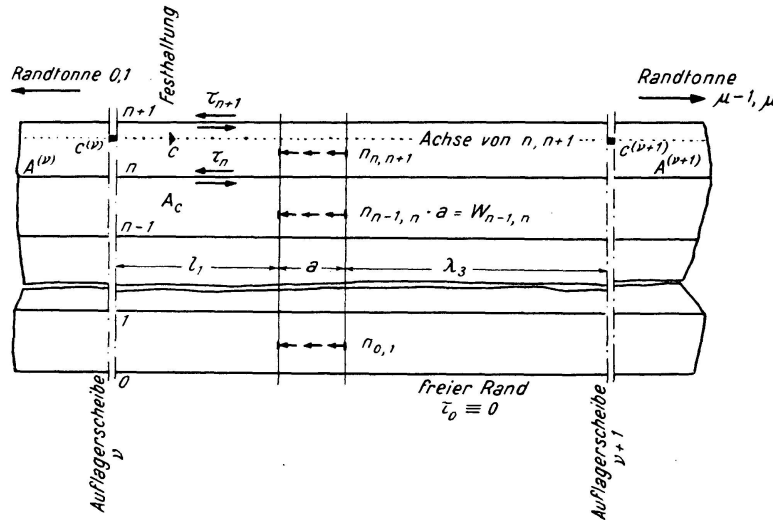 Randtonne 0,1
Festhaltung
Randtonne
μ−1, μ
n+1
τₙ₊₁
c⁽ᵛ⁾
c
Achse von n, n+1
c⁽ᵛ⁺¹⁾
A⁽ᵛ⁾
n
τₙ
nₙ,ₙ₊₁
A⁽ᵛ⁺¹⁾
A_c
nₙ₋₁,ₙ · a = Wₙ₋₁,ₙ
n−1
l₁
a
λ₃
1
n₀,₁
0
freier Rand
τ₀ ≡ 0
Auflagerscheibe
ν
Auflagerscheibe
ν+1